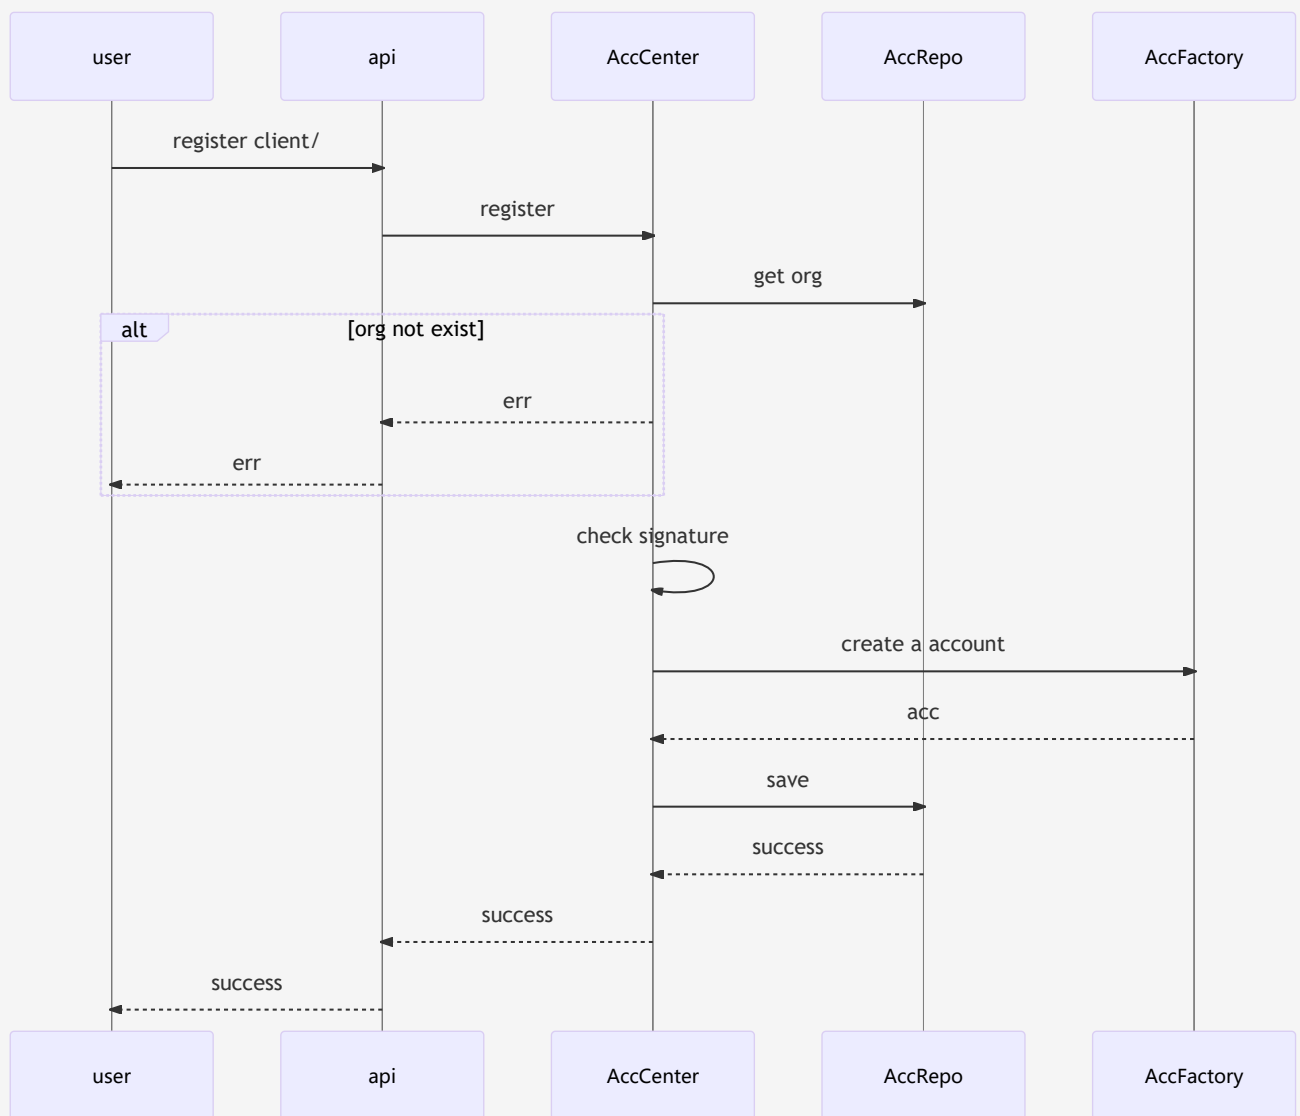 user api AccCenter AccRepo AccFactory
register client/
register
get org
alt [org not exist]
err
err
check signature
create a account
acc
save
success
success
success
user api AccCenter AccRepo AccFactory